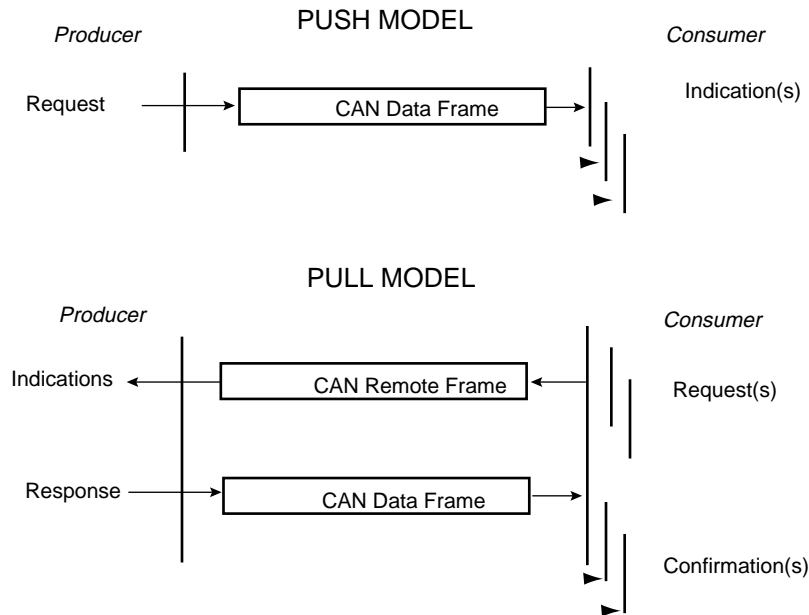 PUSH MODEL
Producer
Consumer
Request
CAN Data Frame
Indication(s)
PULL MODEL
Producer
Consumer
Indications
CAN Remote Frame
Request(s)
Response
CAN Data Frame
Confirmation(s)